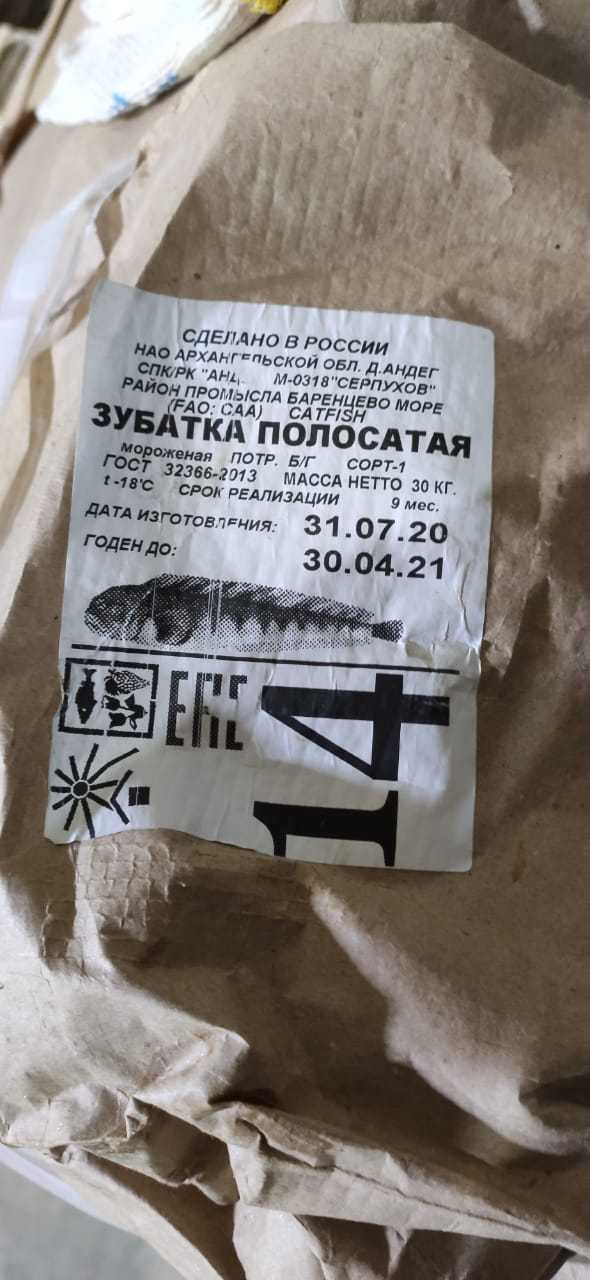 СДЕЛАНО В РОССИИ
НАО АРХАНГЕЛЬСКОЙ ОБЛ. Д.АНДЕГ
СПК/РК "АНД М-0318"СЕРПУХОВ"
РАЙОН ПРОМЫСЛА БАРЕНЦЕВО МОРЕ
(FAO: CAA) CATFISH
ЗУБАТКА ПОЛОСАТАЯ
мороженая ПОТР. Б/Г СОРТ-1
ГОСТ 32366-2013 МАССА НЕТТО 30 КГ.
t -18°С СРОК РЕАЛИЗАЦИИ 9 мес.
ДАТА ИЗГОТОВЛЕНИЯ: 31.07.20
ГОДЕН ДО: 30.04.21
ЕАС
14